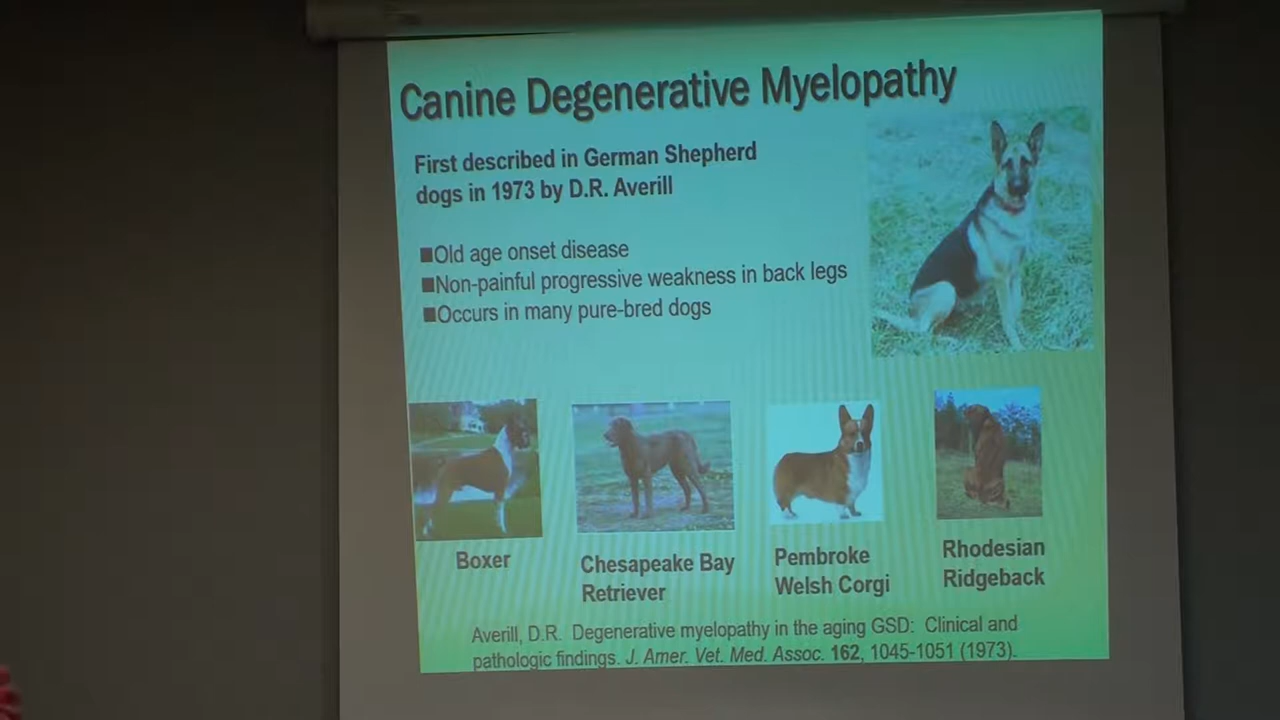 Canine Degenerative Myelopathy
First described in German Shepherd
dogs in 1973 by D.R. Averill
■Old age onset disease
■Non-painful progressive weakness in back legs
■Occurs in many pure-bred dogs
Boxer
Chesapeake Bay
Retriever
Pembroke
Welsh Corgi
Rhodesian
Ridgeback
Averill, D.R.  Degenerative myelopathy in the aging GSD:  Clinical and
pathologic findings. J. Amer. Vet. Med. Assoc. 162, 1045-1051 (1973).